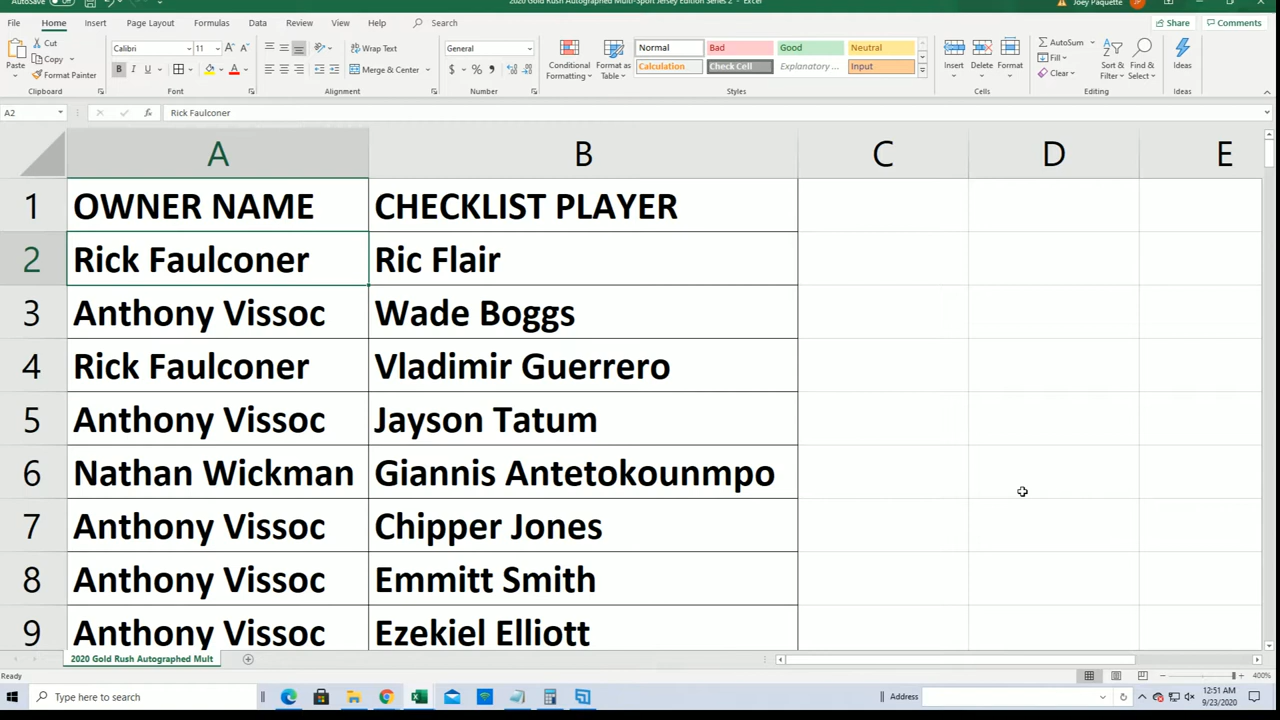 AutoSave Off 2020 Gold Rush Autographed Multi-Sport Jersey Edition Series 2 - Excel Joey Paquette JP
File Home Insert Page Layout Formulas Data Review View Help Search Share Comments
Paste Cut Copy Format Painter Clipboard
Calibri 11 B I U A A A Font
Wrap Text Merge & Center Alignment
General $ % , Number
Conditional Formatting Format as Table
Normal Bad Good Neutral
Calculation Check Cell Explanatory ... Input
Styles
Insert Delete Format Cells
AutoSum Fill Clear Sort & Filter Find & Select Editing
Ideas Ideas
A2 fx Rick Faulconer
A B C D E
1 OWNER NAME CHECKLIST PLAYER
2 Rick Faulconer Ric Flair
3 Anthony Vissoc Wade Boggs
4 Rick Faulconer Vladimir Guerrero
5 Anthony Vissoc Jayson Tatum
6 Nathan Wickman Giannis Antetokounmpo
7 Anthony Vissoc Chipper Jones
8 Anthony Vissoc Emmitt Smith
9 Anthony Vissoc Ezekiel Elliott
2020 Gold Rush Autographed Mult
Ready 400%
Type here to search Address 12:51 AM
9/23/2020